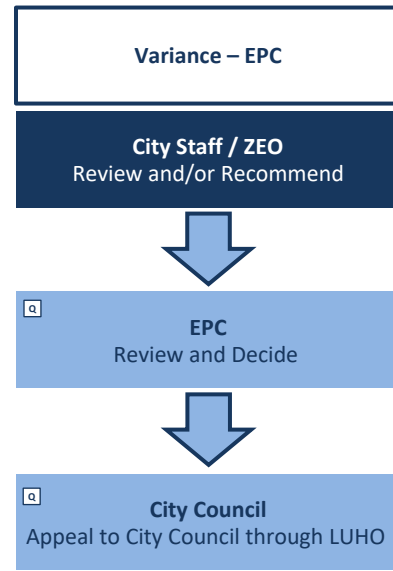 Variance – EPC
City Staff / ZEO
Review and/or Recommend
Q
EPC
Review and Decide
Q
City Council
Appeal to City Council through LUHO